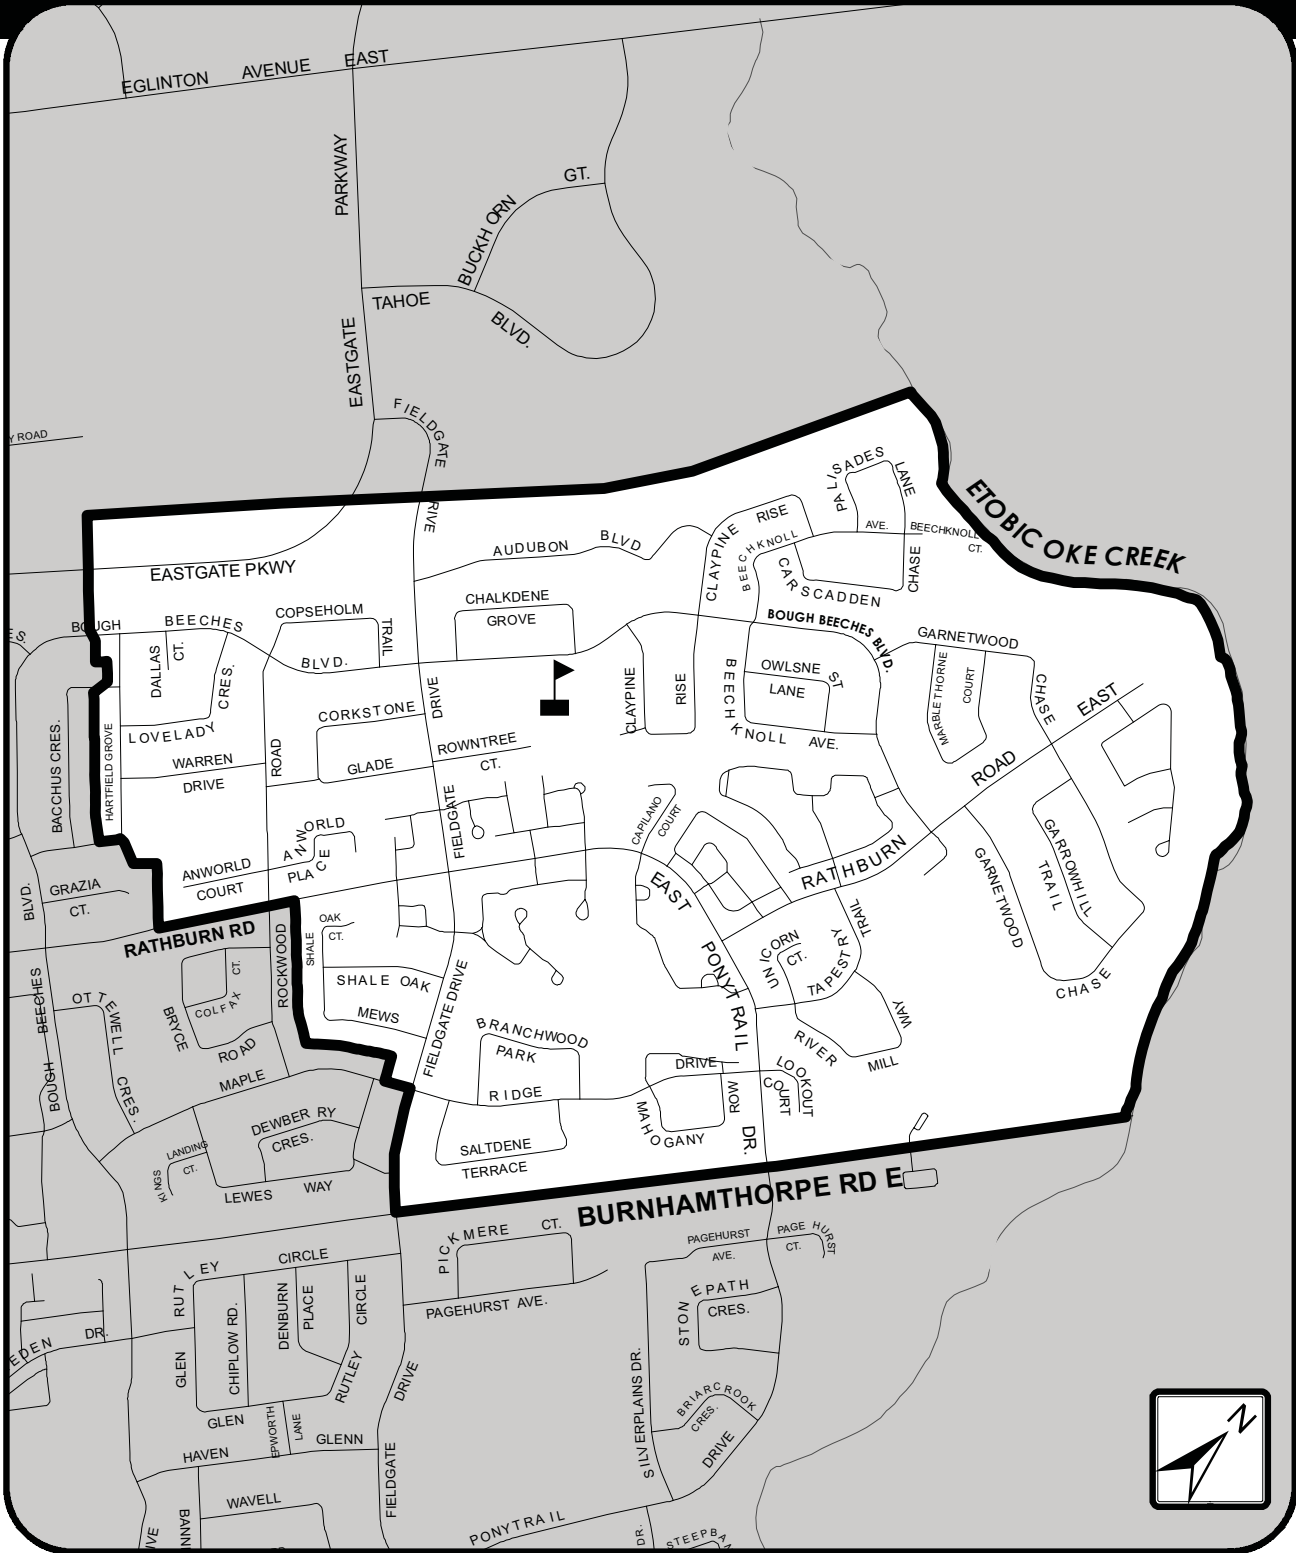 EGLINTON AVENUE EAST
PARKWAY
GT.
BUCKHORN
TAHOE
BLVD.
EASTGATE
FIELDGATE
DRIVE
Y ROAD
PALISADES
LANE
ETOBICOKE CREEK
RISE
CLAYPINE
BEECHKNOLL
AVE.
BEECHKNOLL
CT.
CHASE
CARSCADDEN
AUDUBON BLVD
EASTGATE PKWY
CHALKDENE
GROVE
COPSEHOLM
TRAIL
BOUGH BEECHES
BLVD.
ES.
DALLAS
CT.
CRES.
LOVELADY
BOUGH BEECHES BLVD.
GARNETWOOD
CHASE
MARBLETHORNE
COURT
OWLSNEST
LANE
BEECHKNOLL AVE.
CLAYPINE
RISE
EAST
ROAD
DRIVE
CORKSTONE
GLADE
ROWNTREE
CT.
WARREN
DRIVE
ROAD
HARTFIELD GROVE
BACCHUS CRES.
FIELDGATE
CAPILANO
COURT
ANWORLD
PLACE
ANWORLD
COURT
RATHBURN
EAST
GARNETWOOD
GARROWHILL
TRAIL
CHASE
GRAZIA
CT.
BLVD.
RATHBURN RD
ROCKWOOD
OAK
CT.
SHALE
SHALE OAK
MEWS
FIELDGATE DRIVE
PONYTRAIL
UNICORN
CT.
TAPESTRY
TRAIL
RIVER
MILL
WAY
BEECHES
BOUGH
OTTEWELL
CRES.
BRYCE
ROAD
COLFAX
CT.
MAPLE
BRANCHWOOD
PARK
RIDGE
DRIVE
MAHOGANY
ROW
LOOKOUT
COURT
DR.
SALTDENE
TERRACE
DEWBERRY
CRES.
LANDING
CT.
KINGS
LEWES WAY
BURNHAMTHORPE RD E
PICKMERE CT.
PAGEHURST AVE.
PAGEHURST
AVE.
PAGEHURST
CT.
STONEPATH
CRES.
RUTLEY
CIRCLE
GLEN
CHIPLOW RD.
DENBURN
PLACE
CIRCLE
RUTLEY
DRIVE
EDEN DR.
GLEN
EPWORTH
LANE
HAVEN
GLENN
FIELDGATE
WAVELL
SILVERPLAINS DR.
BRIARCROOK
CRES.
DRIVE
PONYTRAIL
DR.
STEEPBA
BANN
IVE
N